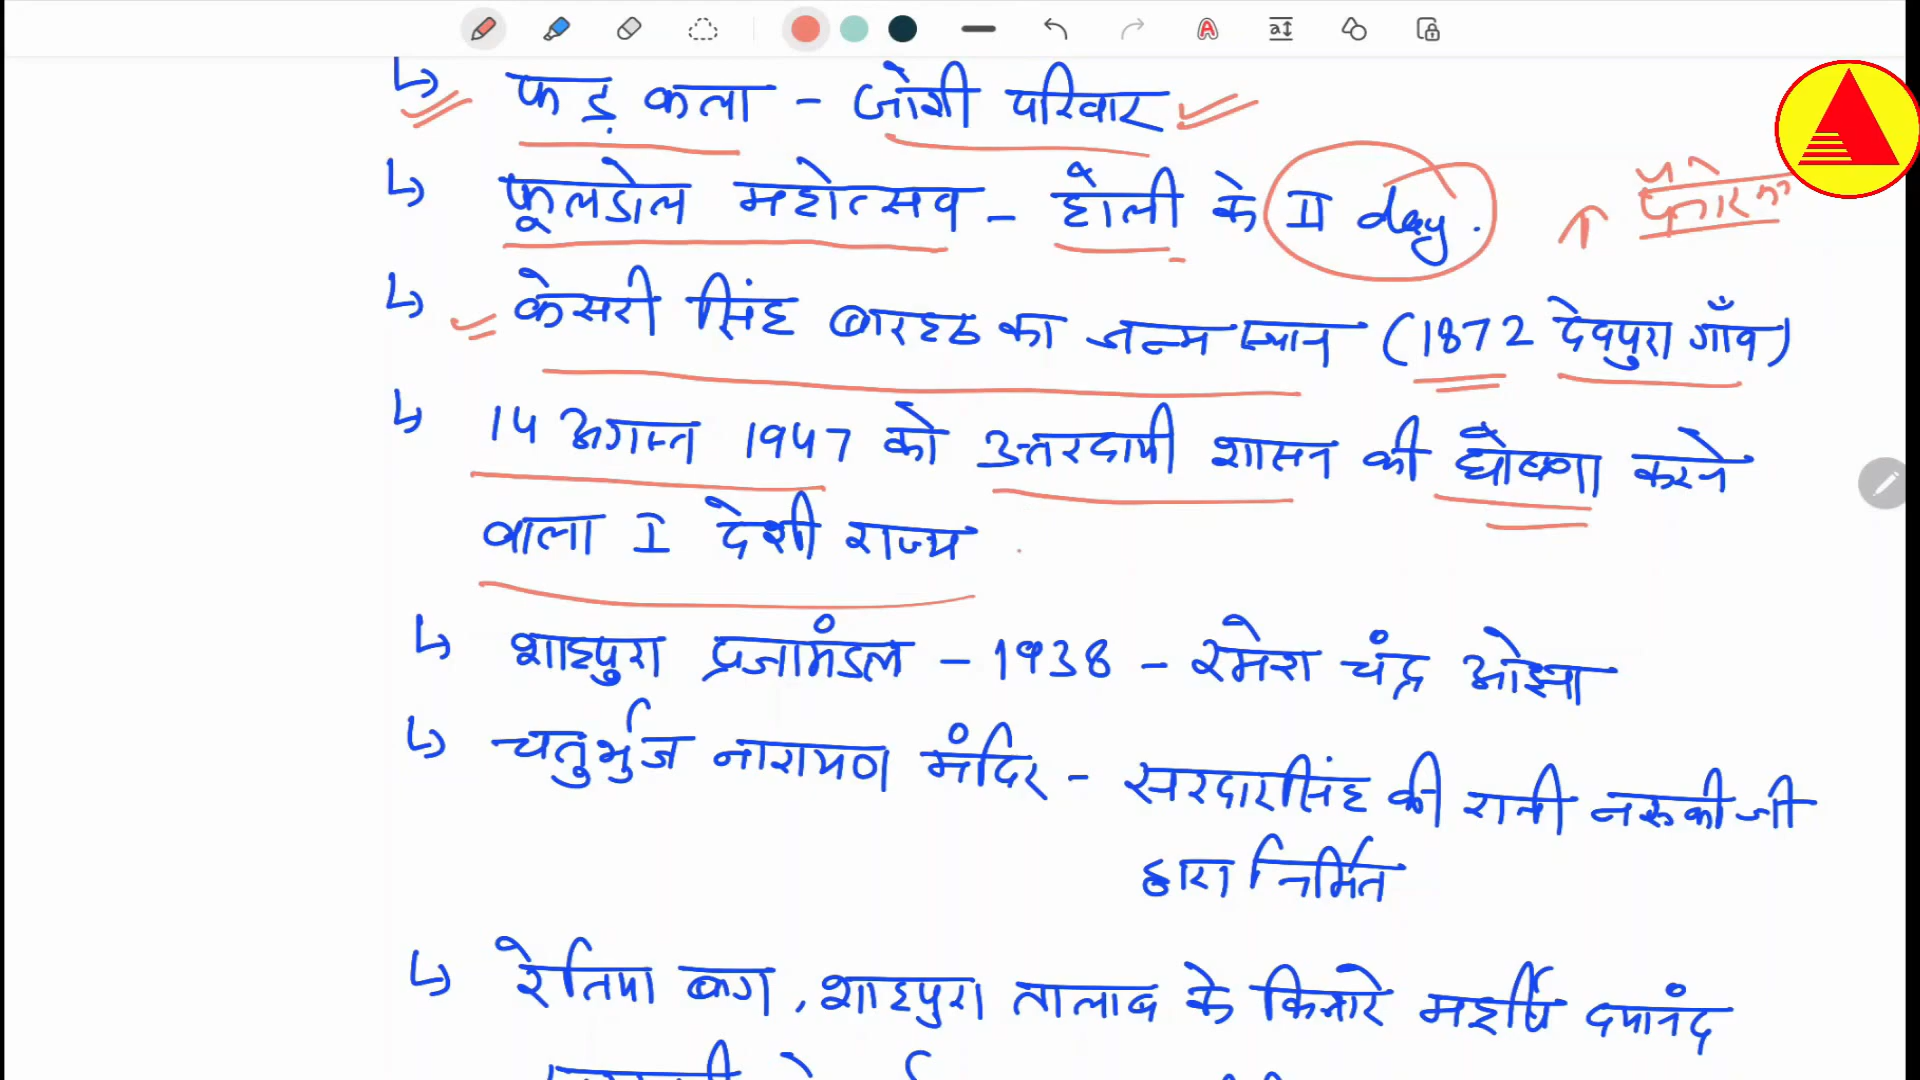 ↳ फड़ कला - जोशी परिवार
↳ फूलडोल महोत्सव - होली के II day.
↳ केसरी सिंह बारहठ का जन्म स्थान (1872 देवपुरा गाँव)
↳ 14 अगस्त 1947 को उत्तरदायी शासन की घोषणा करने
वाला I देशी राज्य
↳ शाहपुरा प्रजामंडल - 1938 - रमेश चंद्र ओझा
↳ चतुर्भुज नारायण मंदिर - सरदारसिंह की रानी नरुकीजी
द्वारा निर्मित
↳ रेतिया बाग, शाहपुरा तालाब के किनारे महर्षि दयानंद